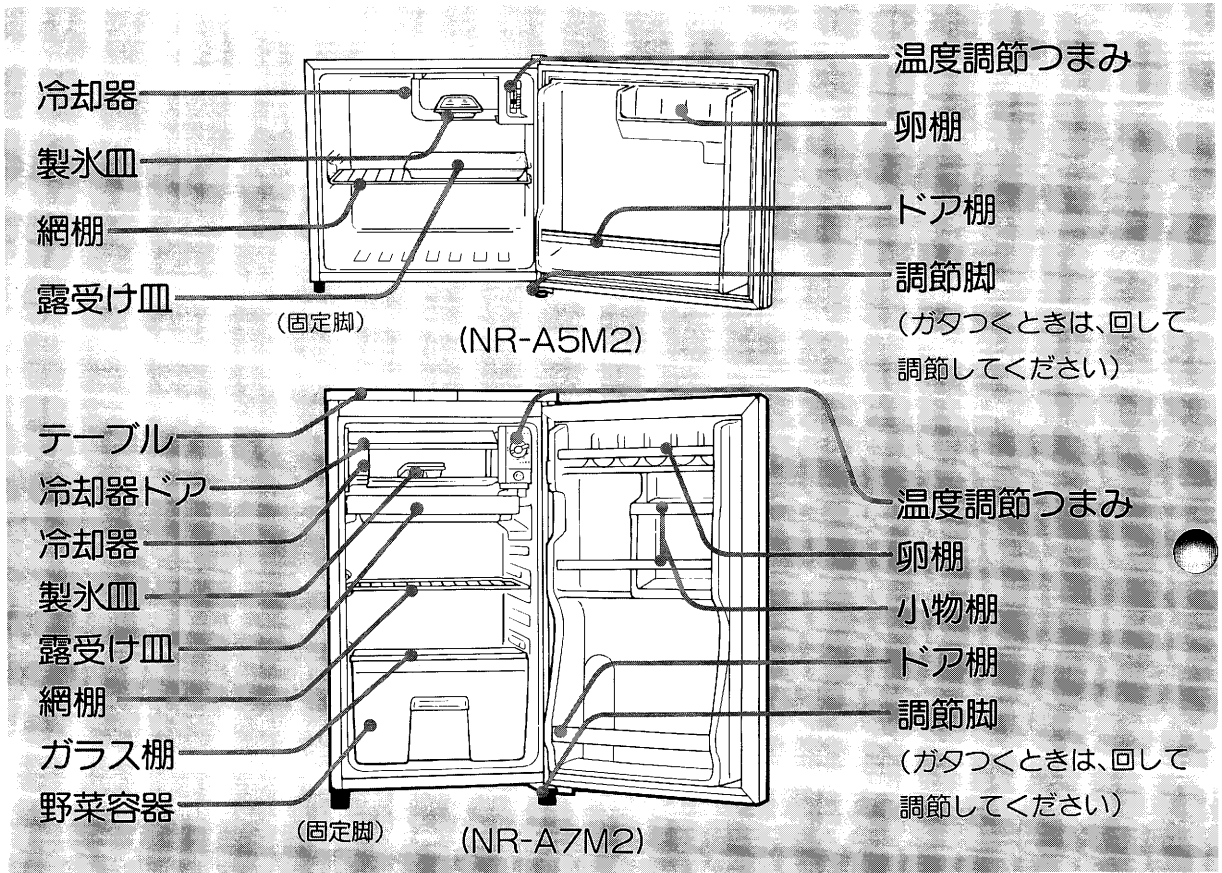 冷却器
製氷皿
網棚
露受け皿
(固定脚)
(NR-A5M2)
温度調節つまみ
卵棚
ドア棚
調節脚
(ガタつくときは、回して
調節してください)
テーブル
冷却器ドア
冷却器
製氷皿
露受け皿
網棚
ガラス棚
野菜容器
(固定脚)
(NR-A7M2)
温度調節つまみ
卵棚
小物棚
ドア棚
調節脚
(ガタつくときは、回して
調節してください)